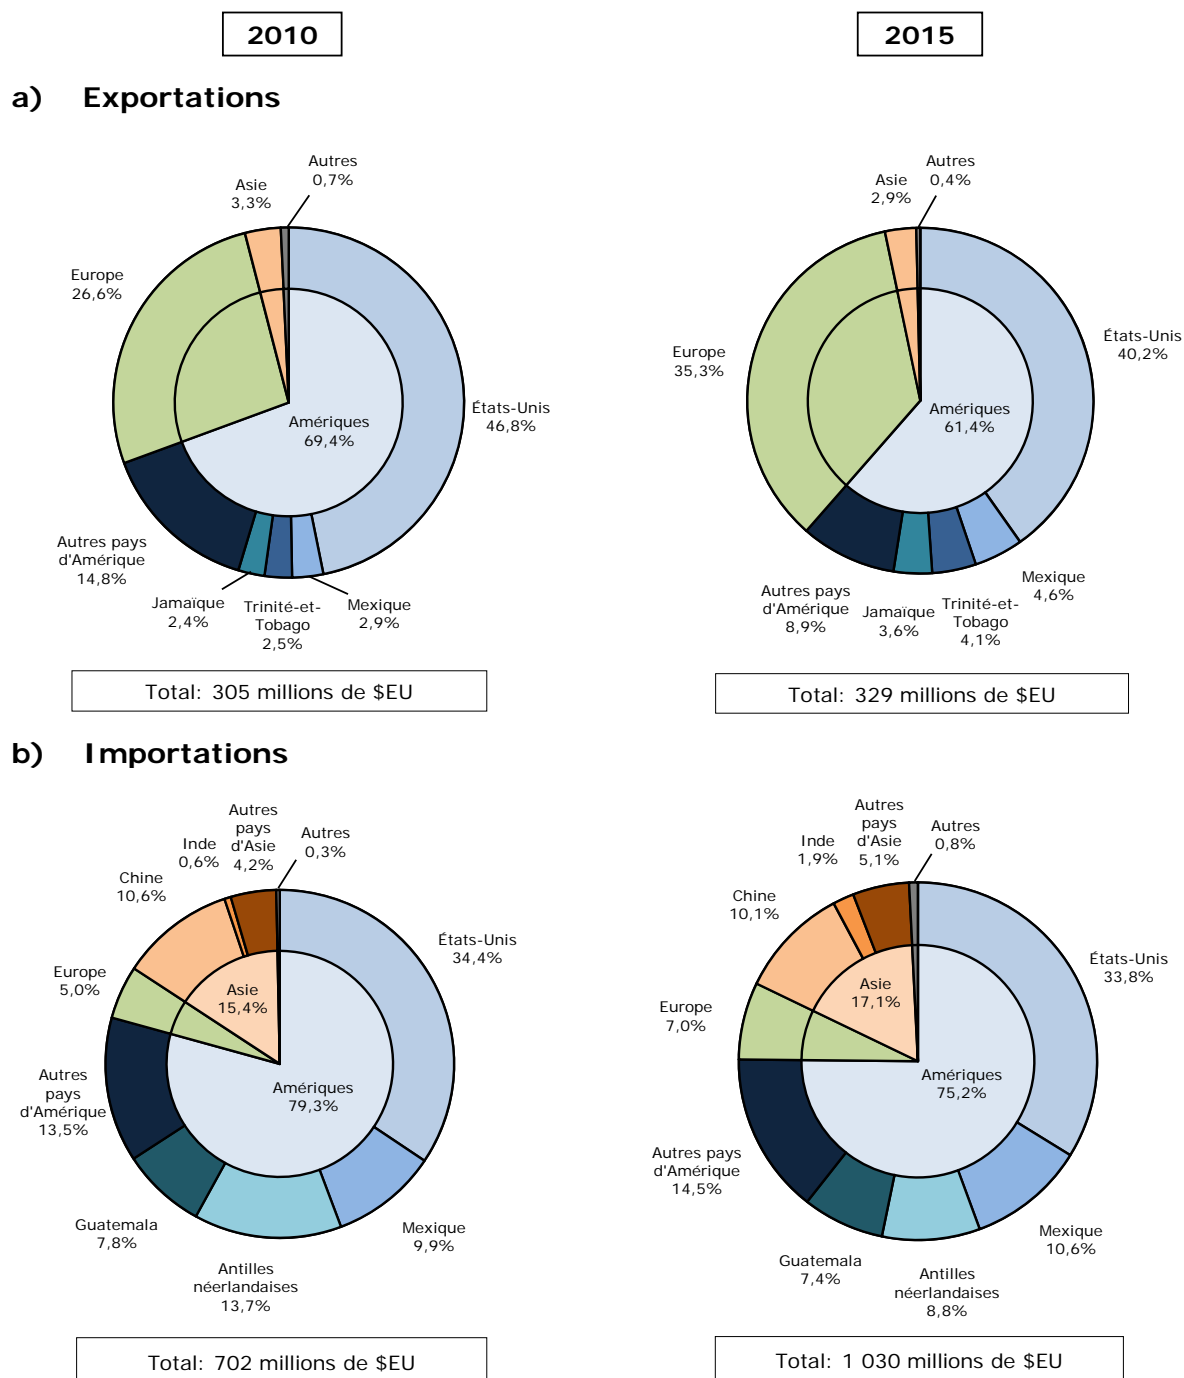 2010
2015
a) Exportations
Autres
0,7%
Asie
3,3%
Europe
26,6%
États-Unis
46,8%
Amériques
69,4%
Autres pays
d'Amérique
14,8%
Jamaïque
2,4%
Trinité-et-
Tobago
2,5%
Mexique
2,9%
Total: 305 millions de $EU
Autres
0,4%
Asie
2,9%
Europe
35,3%
États-Unis
40,2%
Amériques
61,4%
Autres pays
d'Amérique
8,9%
Jamaïque
3,6%
Trinité-et-
Tobago
4,1%
Mexique
4,6%
Total: 329 millions de $EU
b) Importations
Autres
pays
d'Asie
4,2%
Autres
0,3%
Inde
0,6%
Chine
10,6%
Europe
5,0%
Asie
15,4%
États-Unis
34,4%
Amériques
79,3%
Autres
pays
d'Amérique
13,5%
Guatemala
7,8%
Antilles
néerlandaises
13,7%
Mexique
9,9%
Total: 702 millions de $EU
Autres
pays
d'Asie
5,1%
Autres
0,8%
Inde
1,9%
Chine
10,1%
Europe
7,0%
Asie
17,1%
États-Unis
33,8%
Amériques
75,2%
Autres pays
d'Amérique
14,5%
Guatemala
7,4%
Antilles
néerlandaises
8,8%
Mexique
10,6%
Total: 1 030 millions de $EU